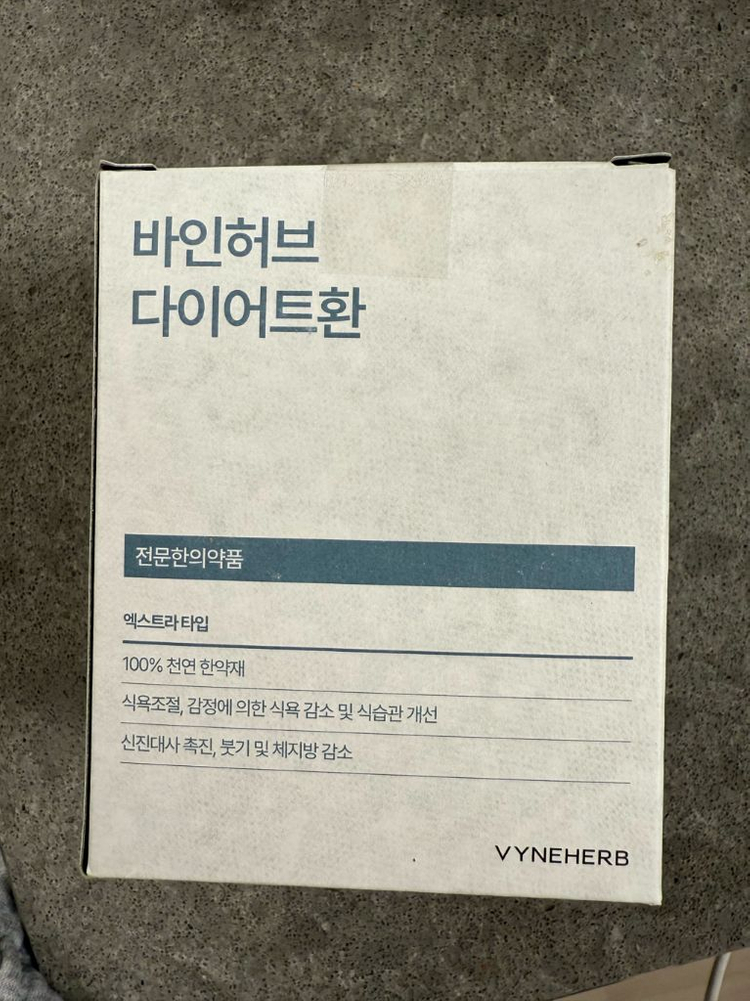 바인허브
다이어트환
전문한의약품
엑스트라 타입
100% 천연 한약재
식욕조절, 감정에 의한 식욕 감소 및 식습관 개선
신진대사 촉진, 붓기 및 체지방 감소
VYNEHERB